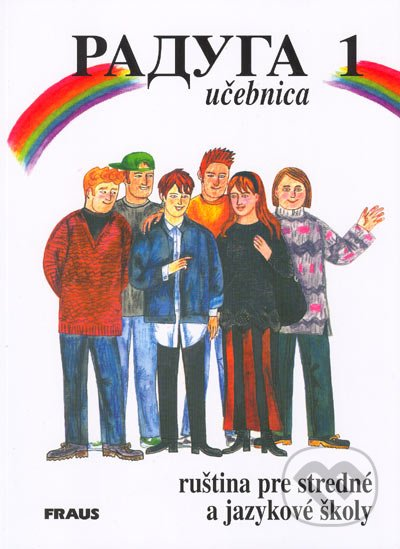 РАДУГА 1
učebnica
ruština pre stredné
a jazykové školy
FRAUS